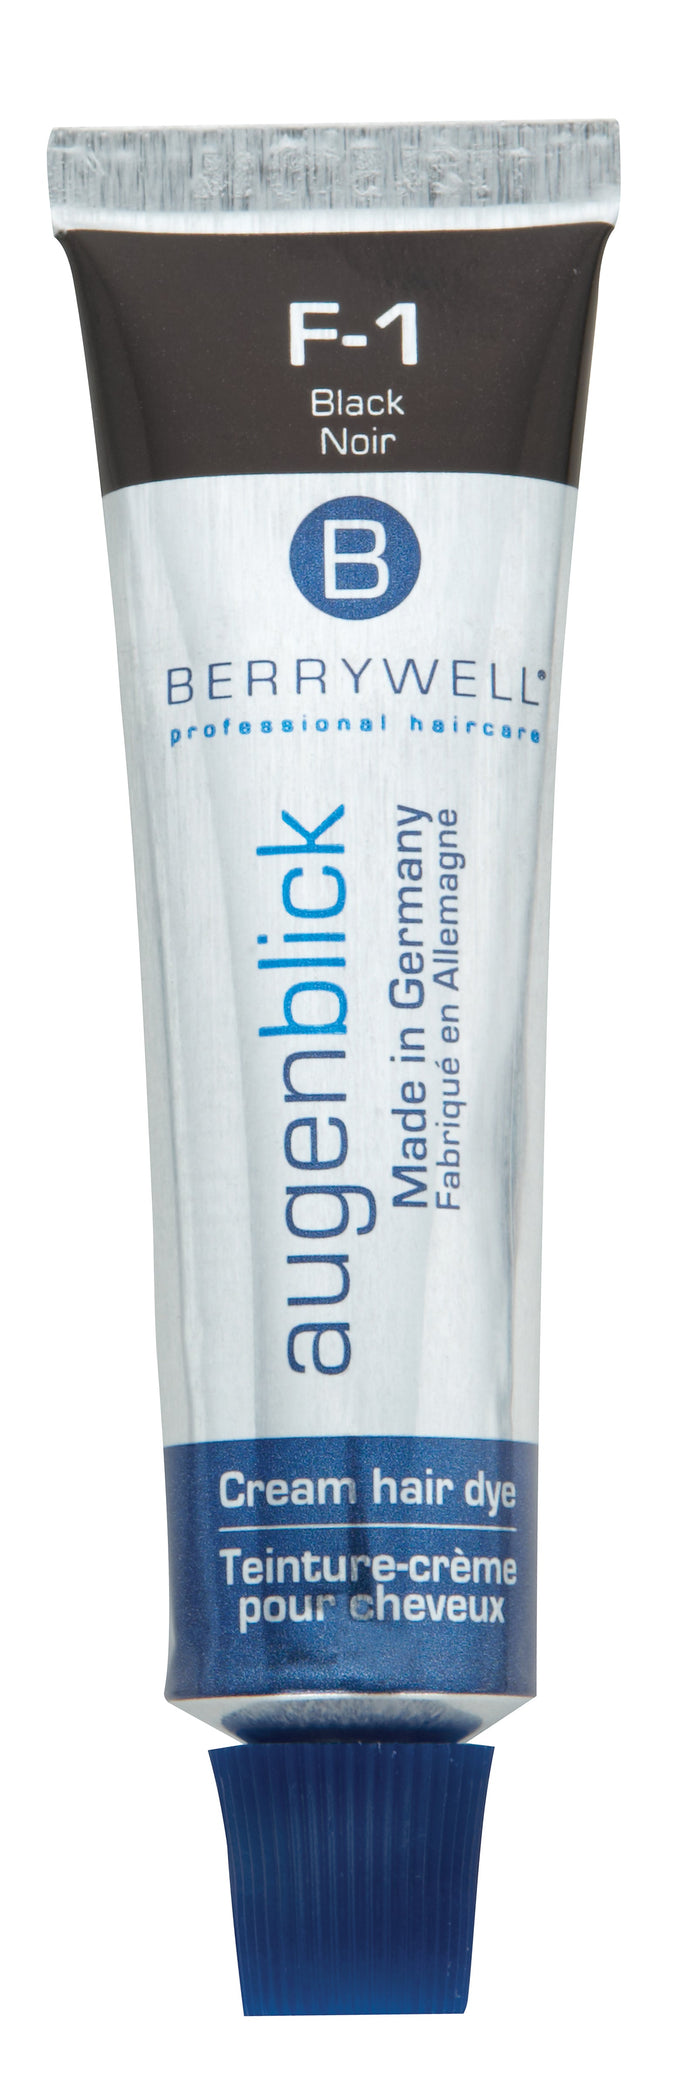 F-1
Black
Noir
B
BERRYWELL®
professional haircare
augenblick
Made in Germany
Fabriqué en Allemagne
Cream hair dye
Teinture-crème
pour cheveux